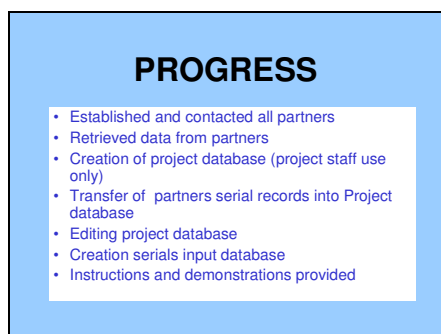 PROGRESS
• Established and contacted all partners
• Retrieved data from partners
• Creation of project database (project staff use
only)
• Transfer of  partners serial records into Project
database
• Editing project database
• Creation serials input database
• Instructions and demonstrations provided